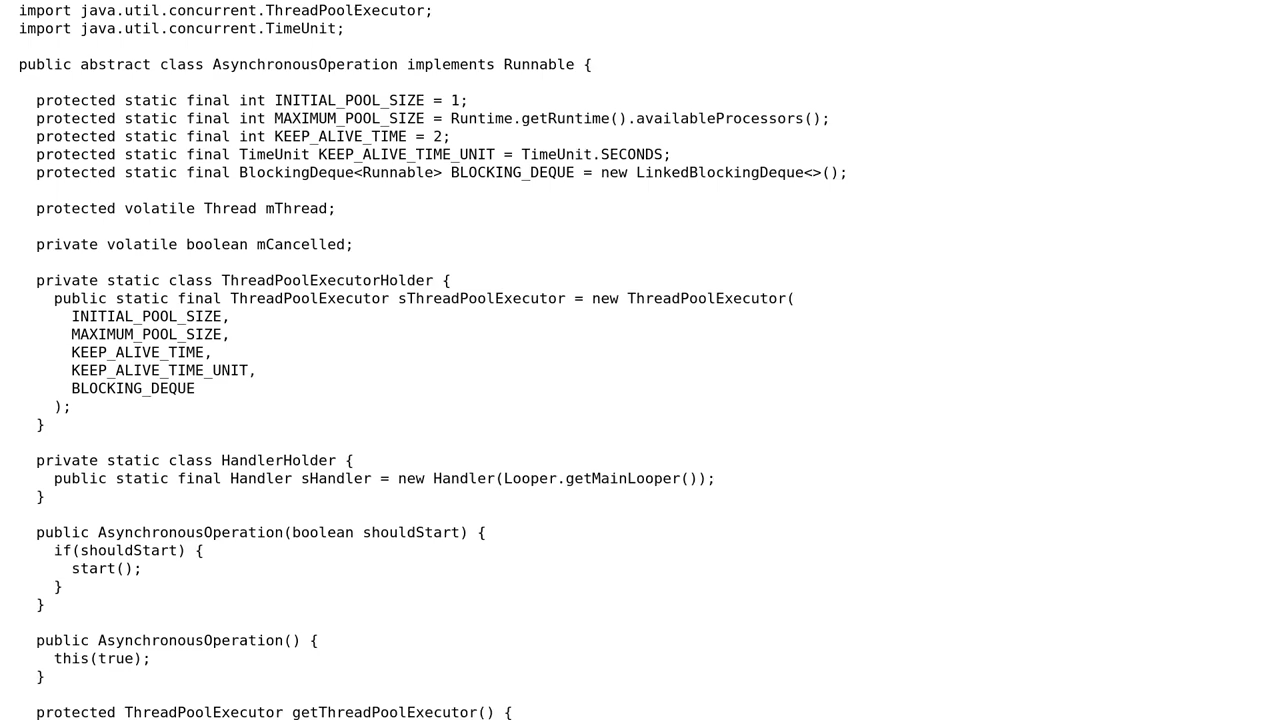 import java.util.concurrent.ThreadPoolExecutor;
import java.util.concurrent.TimeUnit;

public abstract class AsynchronousOperation implements Runnable {

  protected static final int INITIAL_POOL_SIZE = 1;
  protected static final int MAXIMUM_POOL_SIZE = Runtime.getRuntime().availableProcessors();
  protected static final int KEEP_ALIVE_TIME = 2;
  protected static final TimeUnit KEEP_ALIVE_TIME_UNIT = TimeUnit.SECONDS;
  protected static final BlockingDeque<Runnable> BLOCKING_DEQUE = new LinkedBlockingDeque<>();

  protected volatile Thread mThread;

  private volatile boolean mCancelled;

  private static class ThreadPoolExecutorHolder {
    public static final ThreadPoolExecutor sThreadPoolExecutor = new ThreadPoolExecutor(
      INITIAL_POOL_SIZE,
      MAXIMUM_POOL_SIZE,
      KEEP_ALIVE_TIME,
      KEEP_ALIVE_TIME_UNIT,
      BLOCKING_DEQUE
    );
  }

  private static class HandlerHolder {
    public static final Handler sHandler = new Handler(Looper.getMainLooper());
  }

  public AsynchronousOperation(boolean shouldStart) {
    if(shouldStart) {
      start();
    }
  }

  public AsynchronousOperation() {
    this(true);
  }

  protected ThreadPoolExecutor getThreadPoolExecutor() {